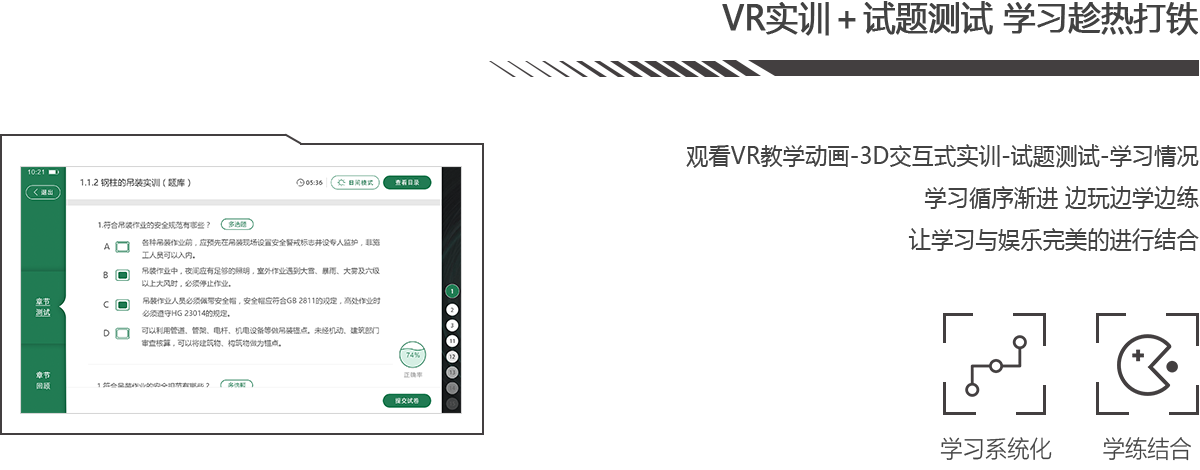 VR实训＋试题测试 学习趁热打铁
观看VR教学动画-3D交互式实训-试题测试-学习情况
学习循序渐进 边玩边学边练
让学习与娱乐完美的进行结合
10:21
退出
1.1.2 钢柱的吊装实训（题库）
05:36
日间模式
查看目录
1.符合吊装作业的安全规范有哪些？
多选题
A
各种吊装作业前，应预先在吊装现场设置安全警戒标志并设专人监护，非施
工人员可以入内。
B
吊装作业中，夜间应有足够的照明，室外作业遇到大雪、暴雨、大雾及六级
以上大风时，必须停止作业。
C
吊装作业人员必须佩带安全帽，安全帽应符合GB 2811的规定，高处作业时
必须遵守HG 23014的规定。
D
可以利用管道、管架、电杆、机电设备等做吊装锚点。未经机动、建筑部门
审查核算，可以将建筑物、构筑物做为锚点。
1.符合吊装作业的安全规范有哪些？
多选题
章节
测试
章节
回顾
74%
正确率
提交试卷
1
2
3
11
12
13
学习系统化
学练结合